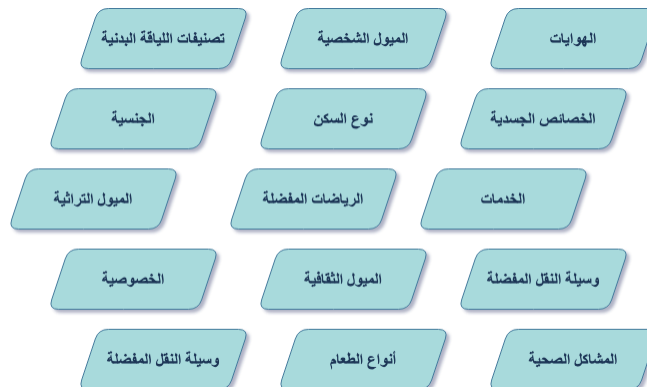 الهوايات
الميول الشخصية
تصنيفات اللياقة البدنية
الخصائص الجسدية
نوع السكن
الجنسية
الخدمات
الرياضات المفضلة
الميول التراثية
وسيلة النقل المفضلة
الميول الثقافية
الخصوصية
المشاكل الصحية
أنواع الطعام
وسيلة النقل المفضلة